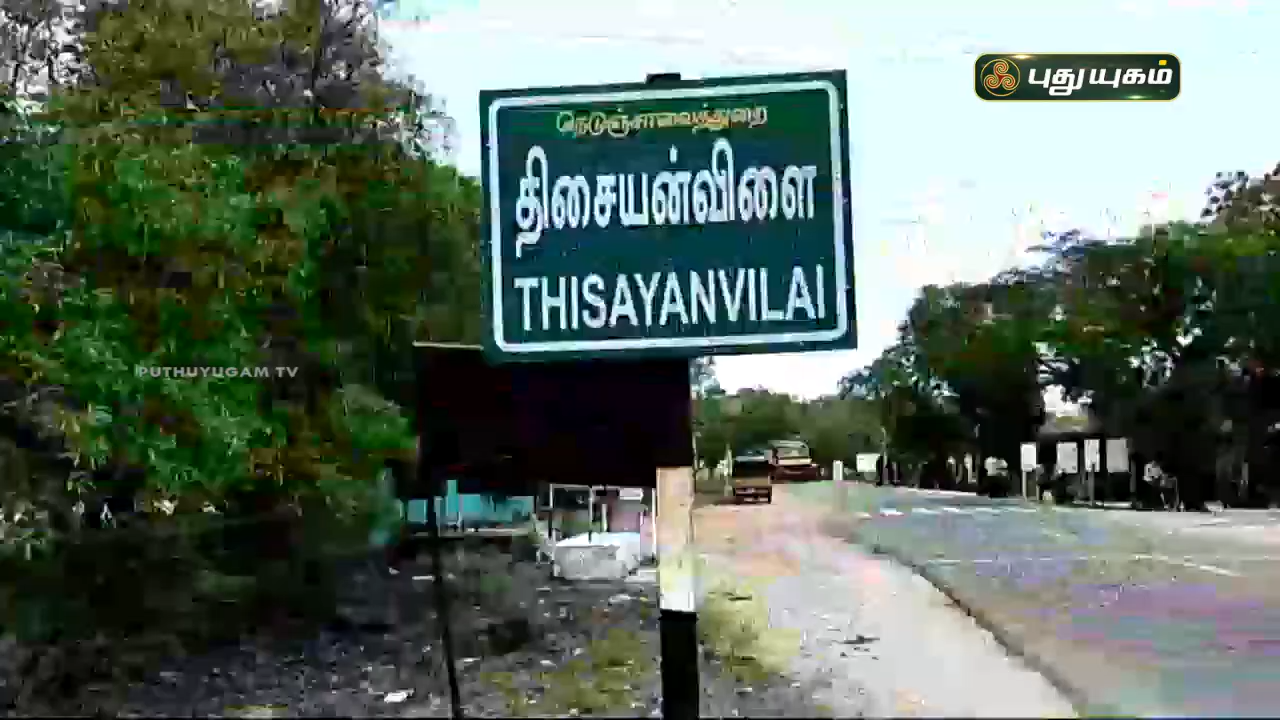 புதுயுகம்
நெடுஞ்சாலைத்துறை
திசையன்விளை
THISAYANVILAI
PUTHUYUGAM TV